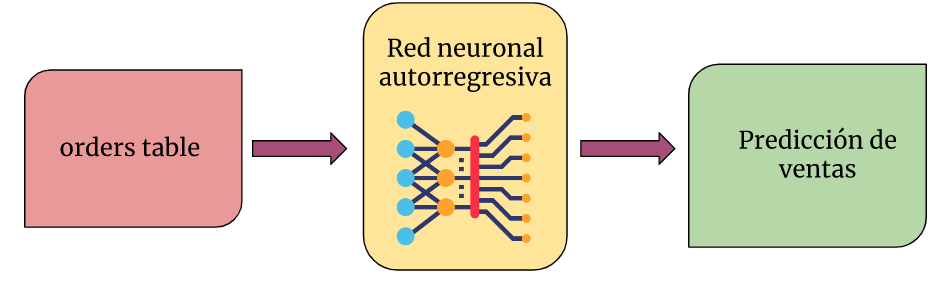 orders table
Red neuronal
autorregresiva
Predicción de
ventas